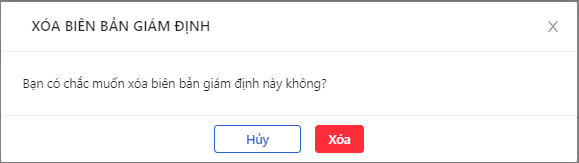 XÓA BIÊN BẢN GIÁM ĐỊNH
Bạn có chắc muốn xóa biên bản giám định này không?
Hủy
Xóa